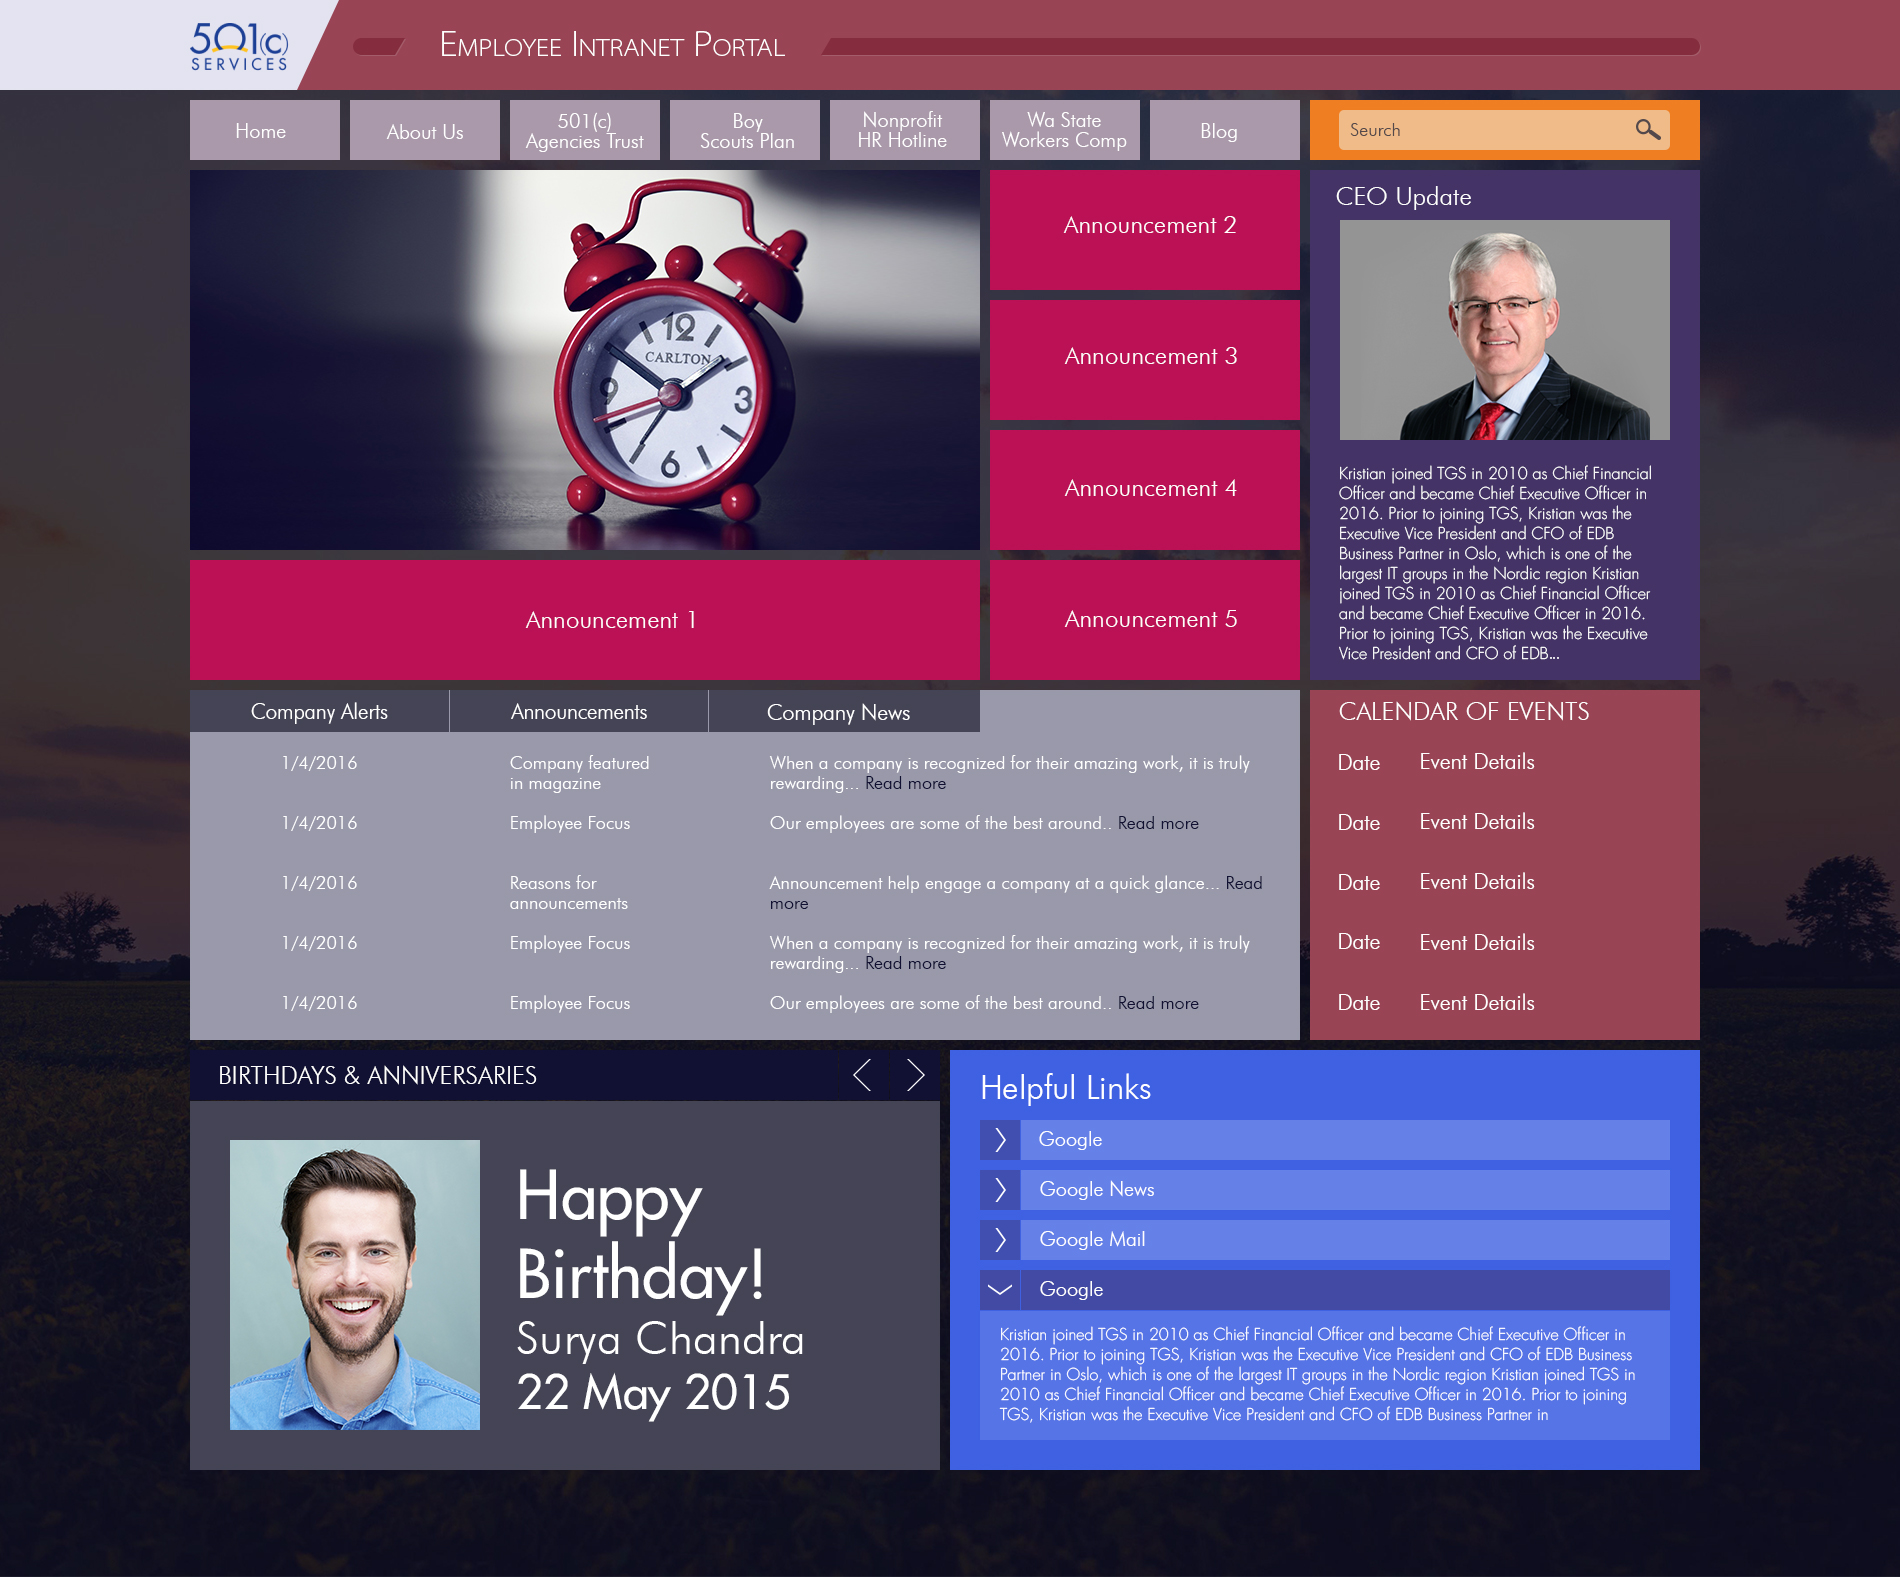 501(c)
SERVICES
EMPLOYEE INTRANET PORTAL
Home
About Us
501(c)
Agencies Trust
Boy
Scouts Plan
Nonprofit
HR Hotline
Wa State
Workers Comp
Blog
Seurch
12
CARLTON
9
3
6
Announcement 2
Announcement 3
Announcement 4
Announcement 1
Announcement 5
CEO Update
Kristian joined TGS in 2010 as Chief Financial
Officer and became Chief Executive Officer in
2016. Prior to joining TGS, Kristian was the
Executive Vice President and CFO of EDB
Business Partner in Oslo, which is one of the
largest IT groups in the Nordic region Kristian
joined TGS in 2010 as Chief Financial Officer
and became Chief Executive Officer in 2016.
Prior to joining TGS, Kristian was the Executive
Vice President and CFO of EDB...
Company Alerts
Announcements
Company News
1/4/2016
Company featured
in magazine
When a company is recognized for their amazing work, it is truly
rewarding... Read more
1/4/2016
Employee Focus
Our employees are some of the best around.. Read more
1/4/2016
Reasons for
announcements
Announcement help engage a company at a quick glance... Read
more
1/4/2016
Employee Focus
When a company is recognized for their amazing work, it is truly
rewarding... Read more
1/4/2016
Employee Focus
Our employees are some of the best around.. Read more
CALENDAR OF EVENTS
Date Event Details
Date Event Details
Date Event Details
Date Event Details
Date Event Details
BIRTHDAYS & ANNIVERSARIES
Happy
Birthday!
Surya Chandra
22 May 2015
Helpful Links
Google
Google News
Google Mail
Google
Kristian joined TGS in 2010 as Chief Financial Officer and became Chief Executive Officer in
2016. Prior to joining TGS, Kristian was the Executive Vice President and CFO of EDB Business
Partner in Oslo, which is one of the largest IT groups in the Nordic region Kristian joined TGS in
2010 as Chief Financial Officer and became Chief Executive Officer in 2016. Prior to joining
TGS, Kristian was the Executive Vice President and CFO of EDB Business Partner in